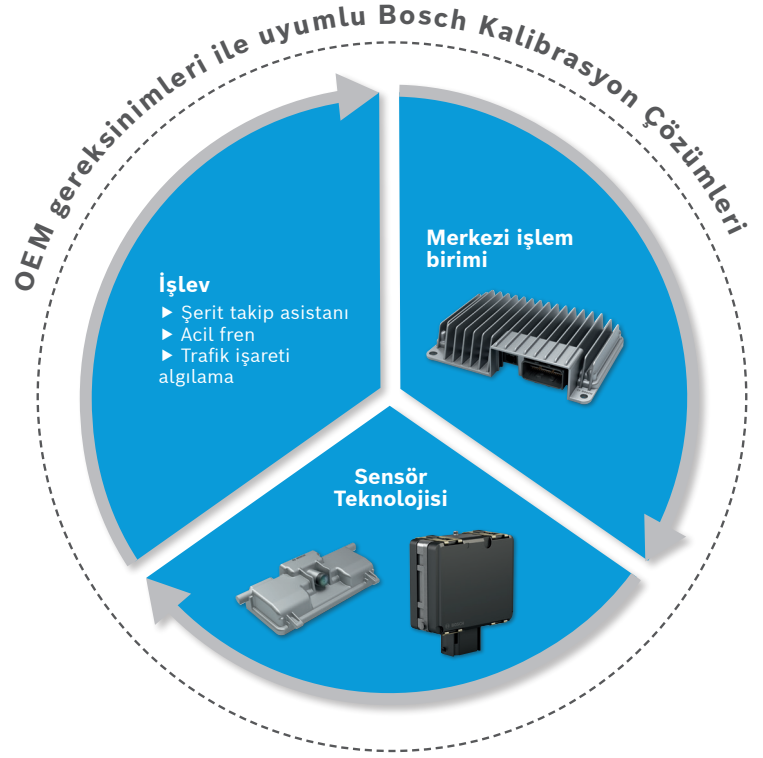 OEM gereksinimleri ile uyumlu Bosch Kalibrasyon Çözümleri
Merkezi işlem
birimi
İşlev
▶ Şerit takip asistanı
▶ Acil fren
▶ Trafik işareti
algılama
Sensör
Teknolojisi